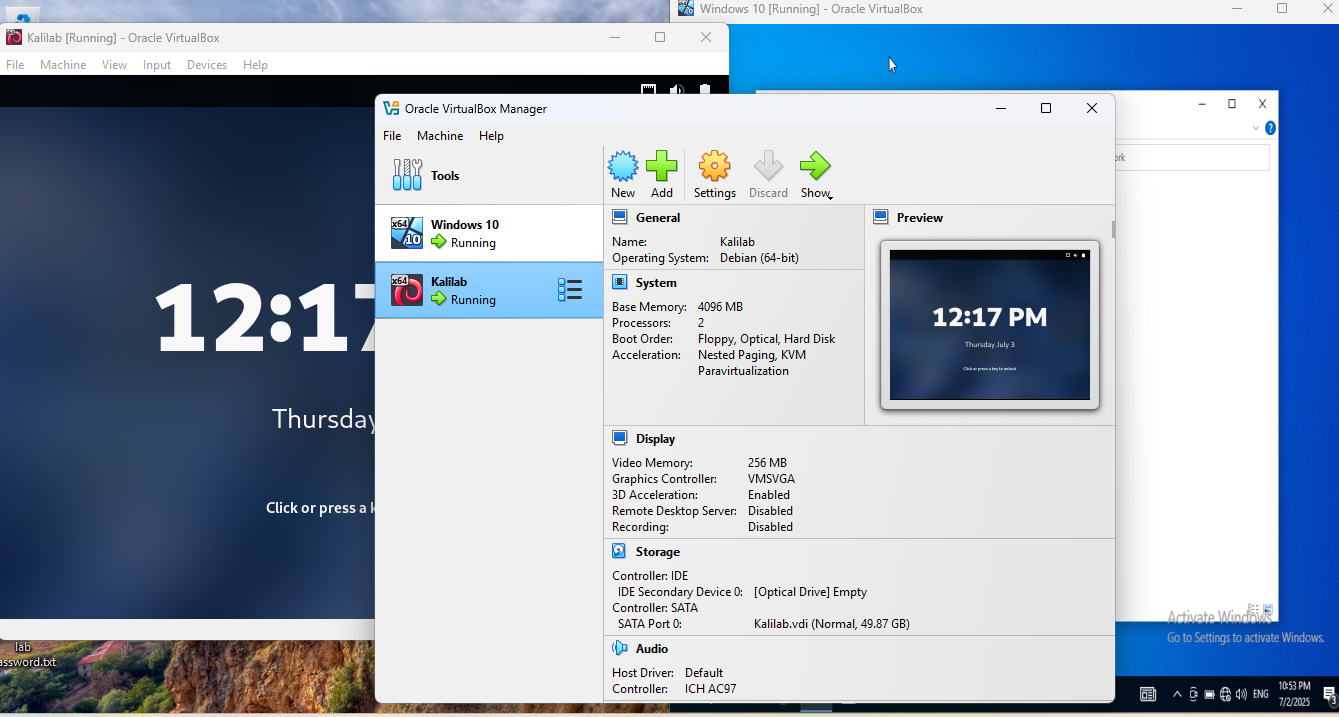 Windows 10 [Running] - Oracle VirtualBox
Kalilab [Running] - Oracle VirtualBox
File Machine View Input Devices Help
12:17
Thursday
Click or press a k
lab
assword.txt
Oracle VirtualBox Manager
File Machine Help
Tools
New Add Settings Discard Show
x64 10 Windows 10
Running
x64 Kalilab
Running
General
Name: Kalilab
Operating System: Debian (64-bit)
System
Base Memory: 4096 MB
Processors: 2
Boot Order: Floppy, Optical, Hard Disk
Acceleration: Nested Paging, KVM
Paravirtualization
Preview
12:17 PM
Thursday July 3
Click or press a key to unlock
Display
Video Memory: 256 MB
Graphics Controller: VMSVGA
3D Acceleration: Enabled
Remote Desktop Server: Disabled
Recording: Disabled
Storage
Controller: IDE
IDE Secondary Device 0: [Optical Drive] Empty
Controller: SATA
SATA Port 0: Kalilab.vdi (Normal, 49.87 GB)
Audio
Host Driver: Default
Controller: ICH AC97
ork
Activate Windows
Go to Settings to activate Windows.
ENG
10:53 PM
7/2/2025
3